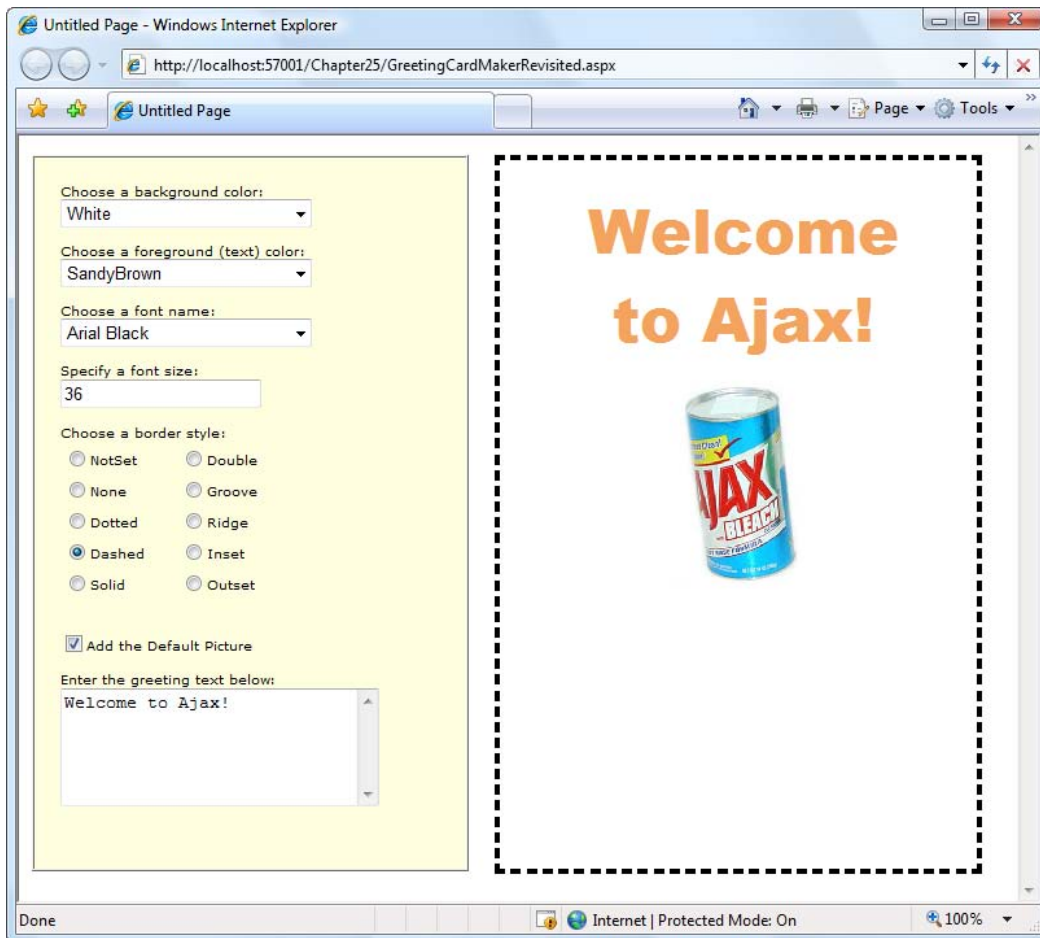 Untitled Page - Windows Internet Explorer
http://localhost:57001/Chapter25/GreetingCardMakerRevisited.aspx
Untitled Page
Page
Tools
Choose a background color:
White
Choose a foreground (text) color:
SandyBrown
Choose a font name:
Arial Black
Specify a font size:
36
Choose a border style:
NotSet
Double
None
Groove
Dotted
Ridge
Dashed
Inset
Solid
Outset
Add the Default Picture
Enter the greeting text below:
Welcome to Ajax!
Welcome
to Ajax!
AJAX
BLEACH
Done
Internet | Protected Mode: On
100%